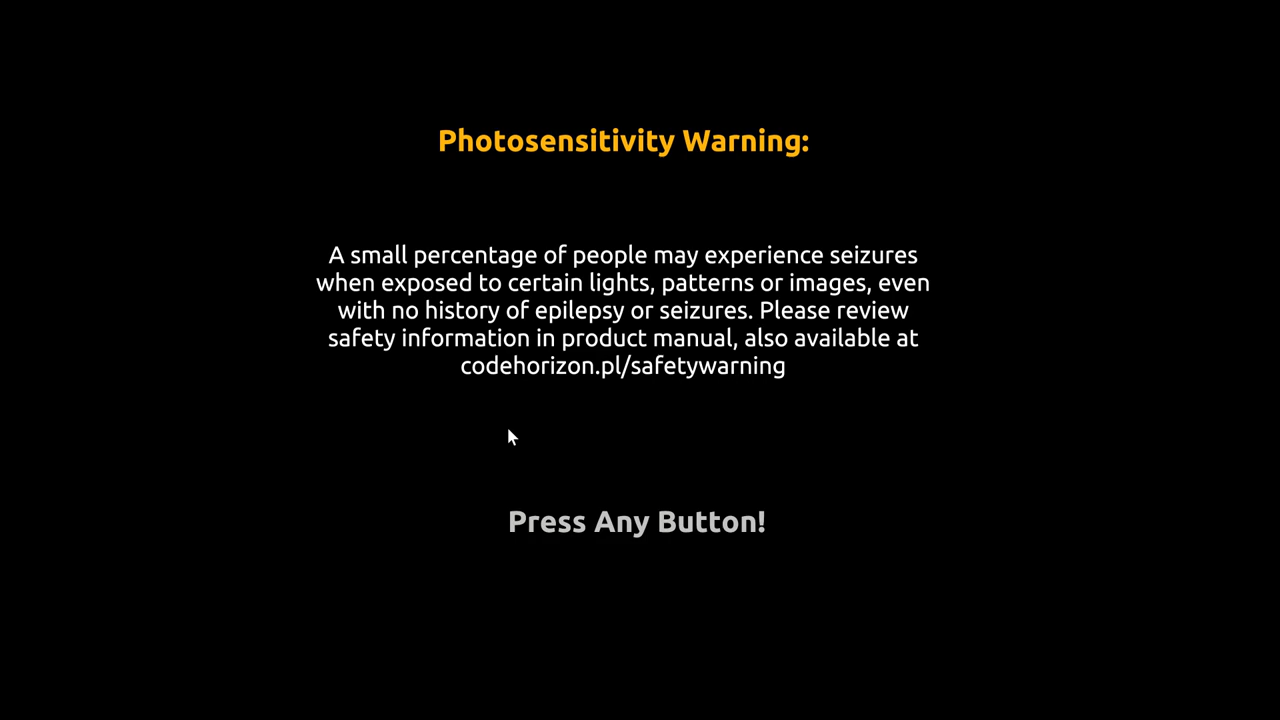 Photosensitivity Warning:
A small percentage of people may experience seizures
when exposed to certain lights, patterns or images, even
with no history of epilepsy or seizures. Please review
safety information in product manual, also available at
codehorizon.pl/safetywarning
Press Any Button!